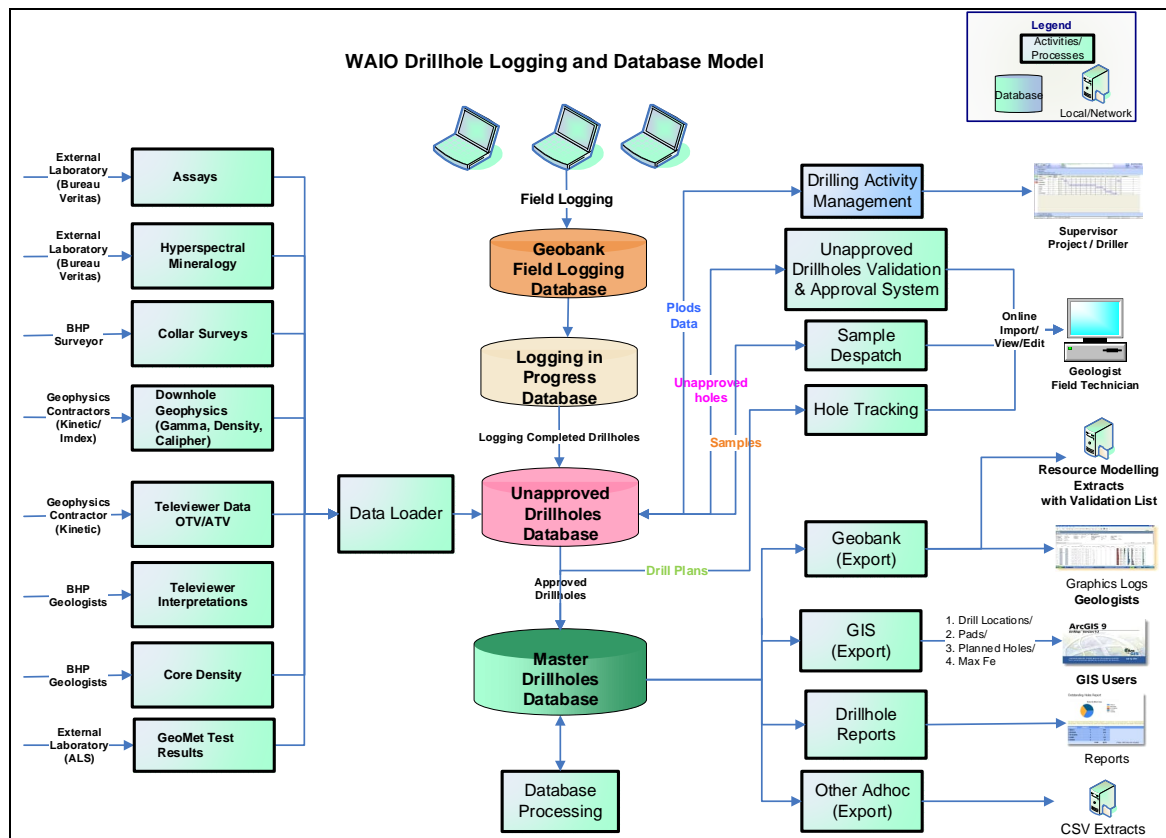 WAIO Drillhole Logging and Database Model
Legend
Activities/
Processes
Database
Local/Network
External
Laboratory
(Bureau
Veritas)
Assays
External
Laboratory
(Bureau
Veritas)
Hyperspectral
Mineralogy
BHP
Surveyor
Collar Surveys
Geophysics
Contractors
(Kinetic/
Imdex)
Downhole
Geophysics
(Gamma, Density,
Calipher)
Geophysics
Contractor
(Kinetic)
Televiewer Data
OTV/ATV
BHP
Geologists
Televiewer
Interpretations
BHP
Geologists
Core Density
External
Laboratory
(ALS)
GeoMet Test
Results
Data Loader
Field Logging
Geobank
Field Logging
Database
Logging in
Progress
Database
Logging Completed Drillholes
Unapproved
Drillholes
Database
Approved
Drillholes
Master
Drillholes
Database
Database
Processing
Plods
Data
Unapproved
holes
Samples
Drill Plans
Drilling Activity
Management
Supervisor
Project / Driller
Unapproved
Drillholes Validation
& Approval System
Sample
Despatch
Hole Tracking
Online
Import/
View/Edit
Geologist
Field Technician
Resource Modelling
Extracts
with Validation List
Geobank
(Export)
Graphics Logs
Geologists
GIS
(Export)
1. Drill Locations/
2. Pads/
3. Planned Holes/
4. Max Fe
ArcGIS 9
GIS Users
Drillhole
Reports
Reports
Other Adhoc
(Export)
CSV Extracts